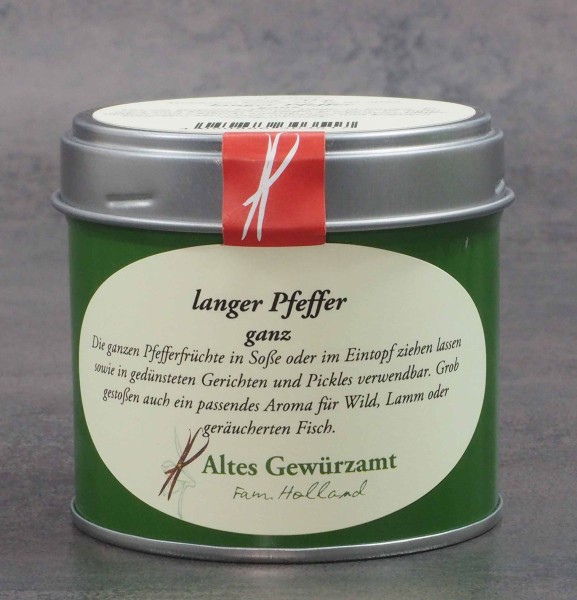 langer Pfeffer
ganz
Die ganzen Pfefferfrüchte in Soße oder im Eintopf ziehen lassen
sowie in gedünsteten Gerichten und Pickles verwendbar. Grob
gestoßen auch ein passendes Aroma für Wild, Lamm oder
geräucherten Fisch.
Altes Gewürzamt
Fam. Holland